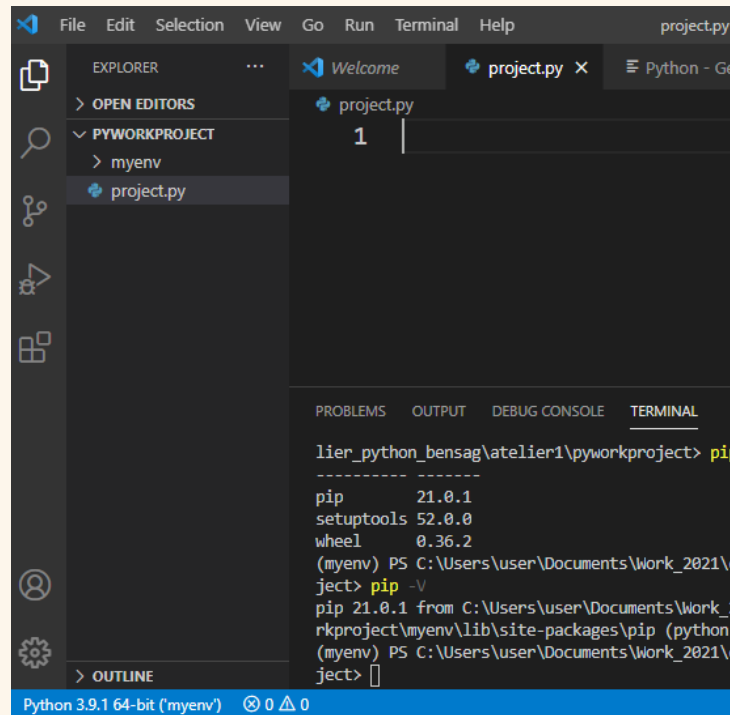 File Edit Selection View Go Run Terminal Help project.py
EXPLORER ...
OPEN EDITORS
PYWORKPROJECT
myenv
project.py
Welcome project.py Python - Ge
project.py
1
PROBLEMS OUTPUT DEBUG CONSOLE TERMINAL
lier_python_bensag\atelier1\pyworkproject> pip
---------- -------
pip 21.0.1
setuptools 52.0.0
wheel 0.36.2
(myenv) PS C:\Users\user\Documents\Work_2021\
ject> pip -V
pip 21.0.1 from C:\Users\user\Documents\Work_
rkproject\myenv\lib\site-packages\pip (python
(myenv) PS C:\Users\user\Documents\Work_2021\
ject>
OUTLINE
Python 3.9.1 64-bit ('myenv') 0 0